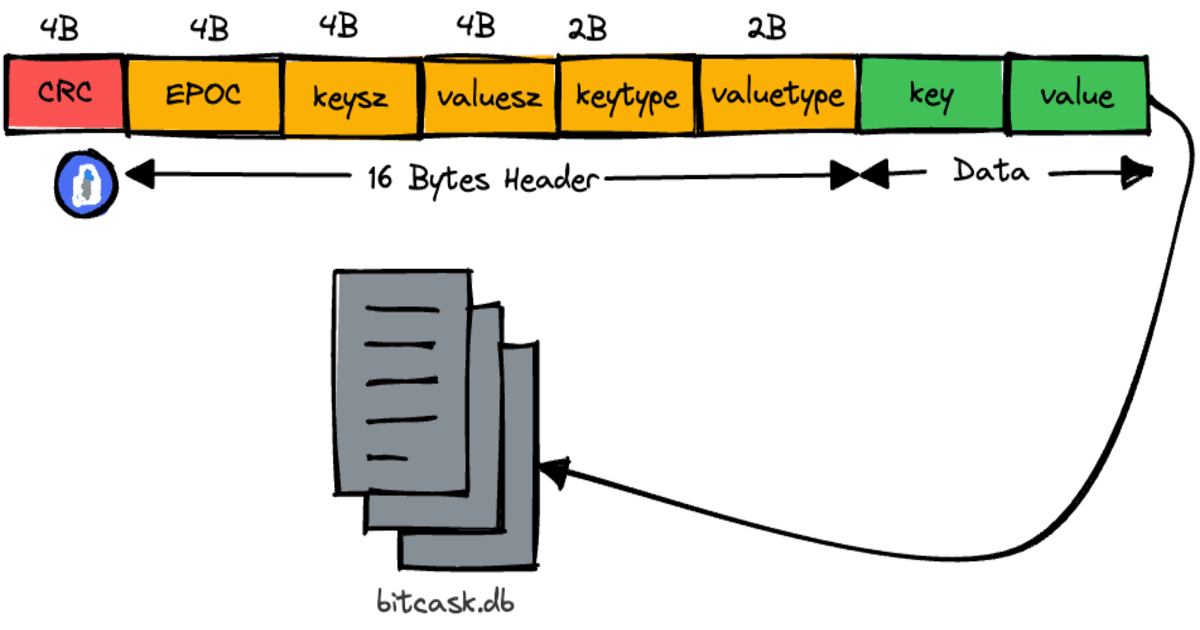 4B 4B 4B 4B 2B 2B
CRC EPOC keysz valuesz keytype valuetype key value
16 Bytes Header Data
bitcask.db